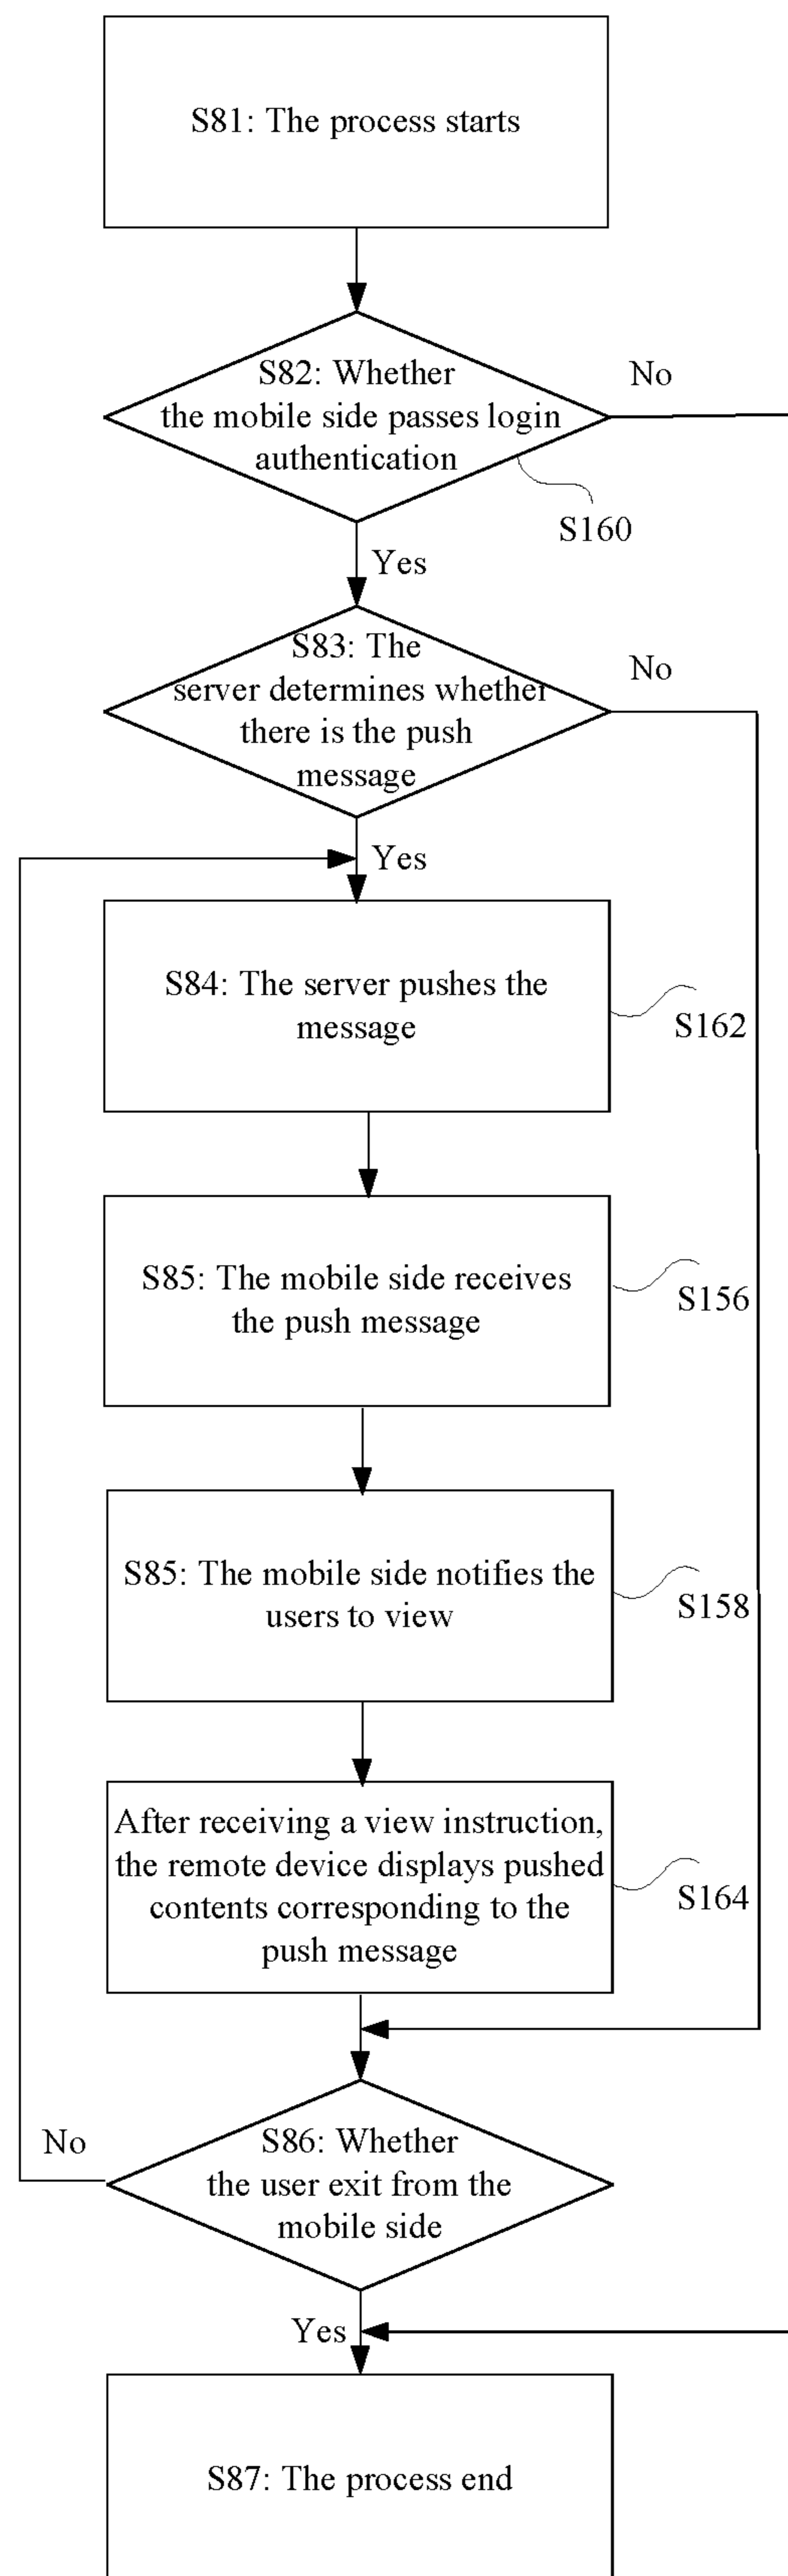 S81: The process starts
S82: Whether
the mobile side passes login
authentication
No
S160
Yes
S83: The
server determines whether
there is the push
message
No
Yes
S84: The server pushes the
message
S162
S85: The mobile side receives
the push message
S156
S85: The mobile side notifies the
users to view
S158
After receiving a view instruction,
the remote device displays pushed
contents corresponding to the
push message
S164
No
S86: Whether
the user exit from the
mobile side
Yes
S87: The process end